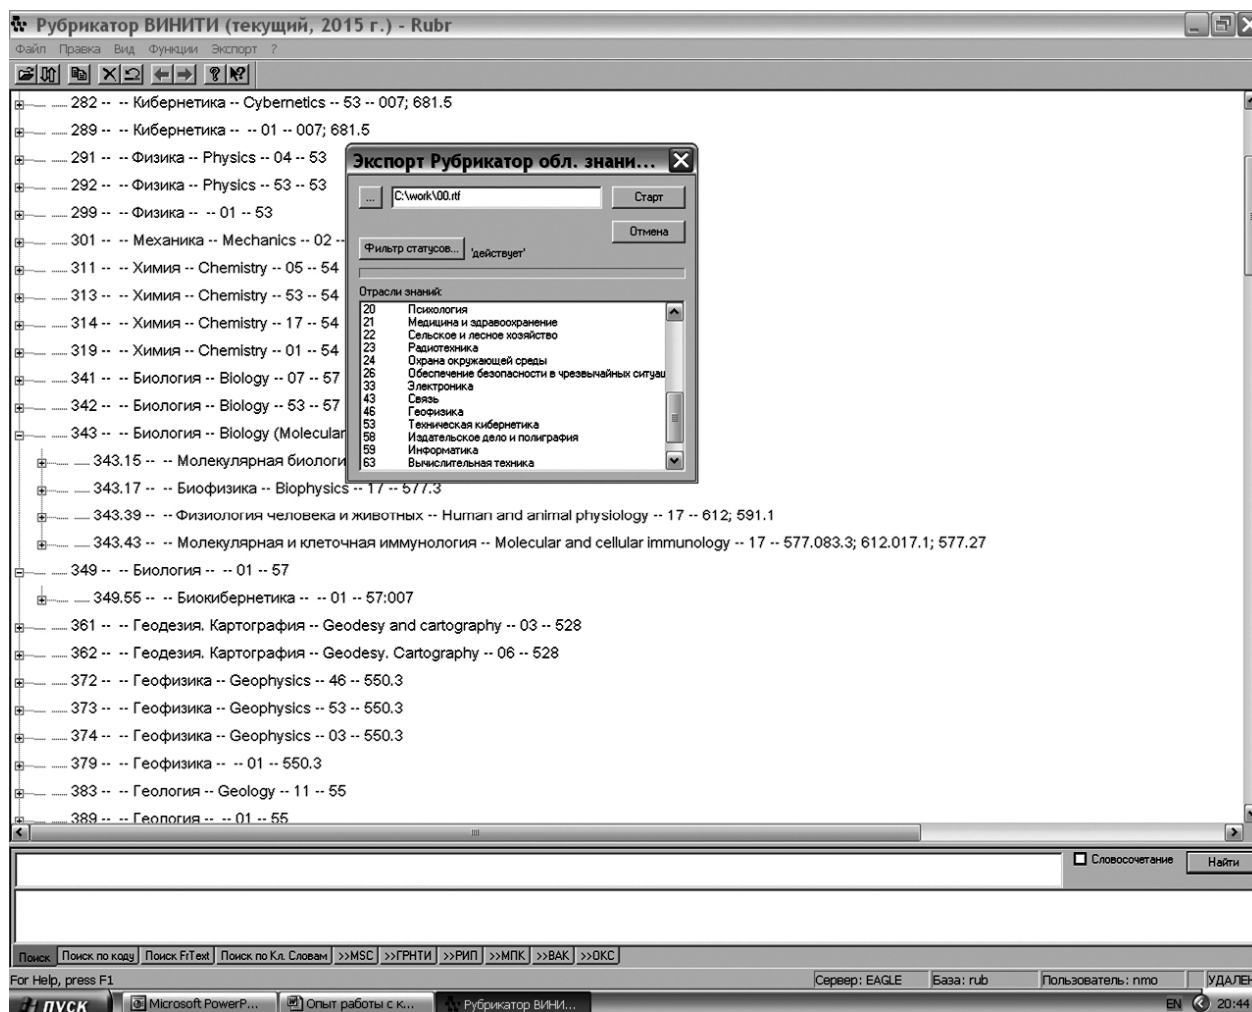 Рубрикатор ВИНИТИ (текущий, 2015 г.) - Rubr
Файл Правка Вид Функции Экспорт ?
282 -- -- Кибернетика -- Cybernetics -- 53 -- 007; 681.5
289 -- -- Кибернетика -- -- 01 -- 007; 681.5
291 -- -- Физика -- Physics -- 04 -- 53
292 -- -- Физика -- Physics -- 53 -- 53
299 -- -- Физика -- -- 01 -- 53
301 -- -- Механика -- Mechanics -- 02 --
311 -- -- Химия -- Chemistry -- 05 -- 54
313 -- -- Химия -- Chemistry -- 53 -- 54
314 -- -- Химия -- Chemistry -- 17 -- 54
319 -- -- Химия -- Chemistry -- 01 -- 54
341 -- -- Биология -- Biology -- 07 -- 57
342 -- -- Биология -- Biology -- 53 -- 57
343 -- -- Биология -- Biology (Molecular
343.15 -- -- Молекулярная биологи
343.17 -- -- Биофизика -- Biophysics -- 17 -- 577.3
343.39 -- -- Физиология человека и животных -- Human and animal physiology -- 17 -- 612; 591.1
343.43 -- -- Молекулярная и клеточная иммунология -- Molecular and cellular immunology -- 17 -- 577.083.3; 612.017.1; 577.27
349 -- -- Биология -- -- 01 -- 57
349.55 -- -- Биокибернетика -- -- 01 -- 57:007
361 -- -- Геодезия. Картография -- Geodesy and cartography -- 03 -- 528
362 -- -- Геодезия. Картография -- Geodesy. Cartography -- 06 -- 528
372 -- -- Геофизика -- Geophysics -- 46 -- 550.3
373 -- -- Геофизика -- Geophysics -- 53 -- 550.3
374 -- -- Геофизика -- Geophysics -- 03 -- 550.3
379 -- -- Геофизика -- -- 01 -- 550.3
383 -- -- Геология -- Geology -- 11 -- 55
389 -- -- Геология -- -- 01 -- 55
Экспорт Рубрикатор обл. знани...
... C:\work\00.rtf Старт
Отмена
Фильтр статусов... 'действует'
Отрасли знаний:
20 Психология
21 Медицина и здравоохранение
22 Сельское и лесное хозяйство
23 Радиотехника
24 Охрана окружающей среды
26 Обеспечение безопасности в чрезвычайных ситуац
33 Электроника
43 Связь
46 Геофизика
53 Техническая кибернетика
58 Издательское дело и полиграфия
59 Информатика
63 Вычислительная техника
Словосочетание Найти
Поиск Поиск по коду Поиск FrText Поиск по Кл. Словам >>MSC >>ГРНТИ >>РИП >>МПК >>ВАК >>ОКС
For Help, press F1 Сервер: EAGLE База: rub Пользователь: nmo УДАЛЕН
пуск Microsoft PowerP... Опыт работы с к... Рубрикатор ВИНИ... EN 20:44